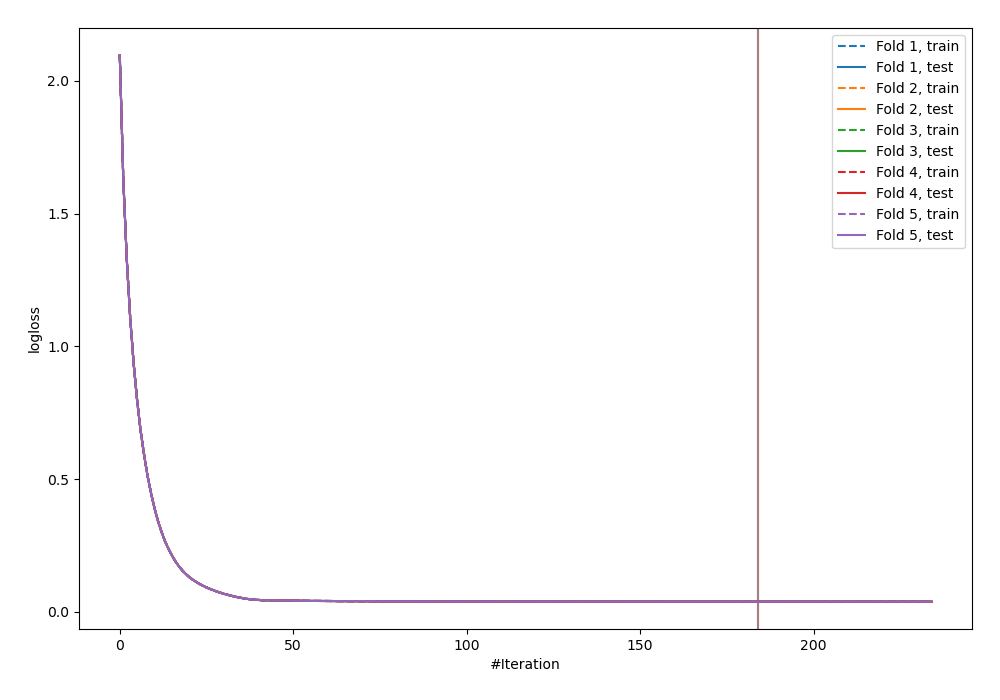 Fold 1, train
Fold 1, test
Fold 2, train
Fold 2, test
Fold 3, train
Fold 3, test
Fold 4, train
Fold 4, test
Fold 5, train
Fold 5, test
logloss
2.0
1.5
1.0
0.5
0.0
0
50
100
150
200
#Iteration